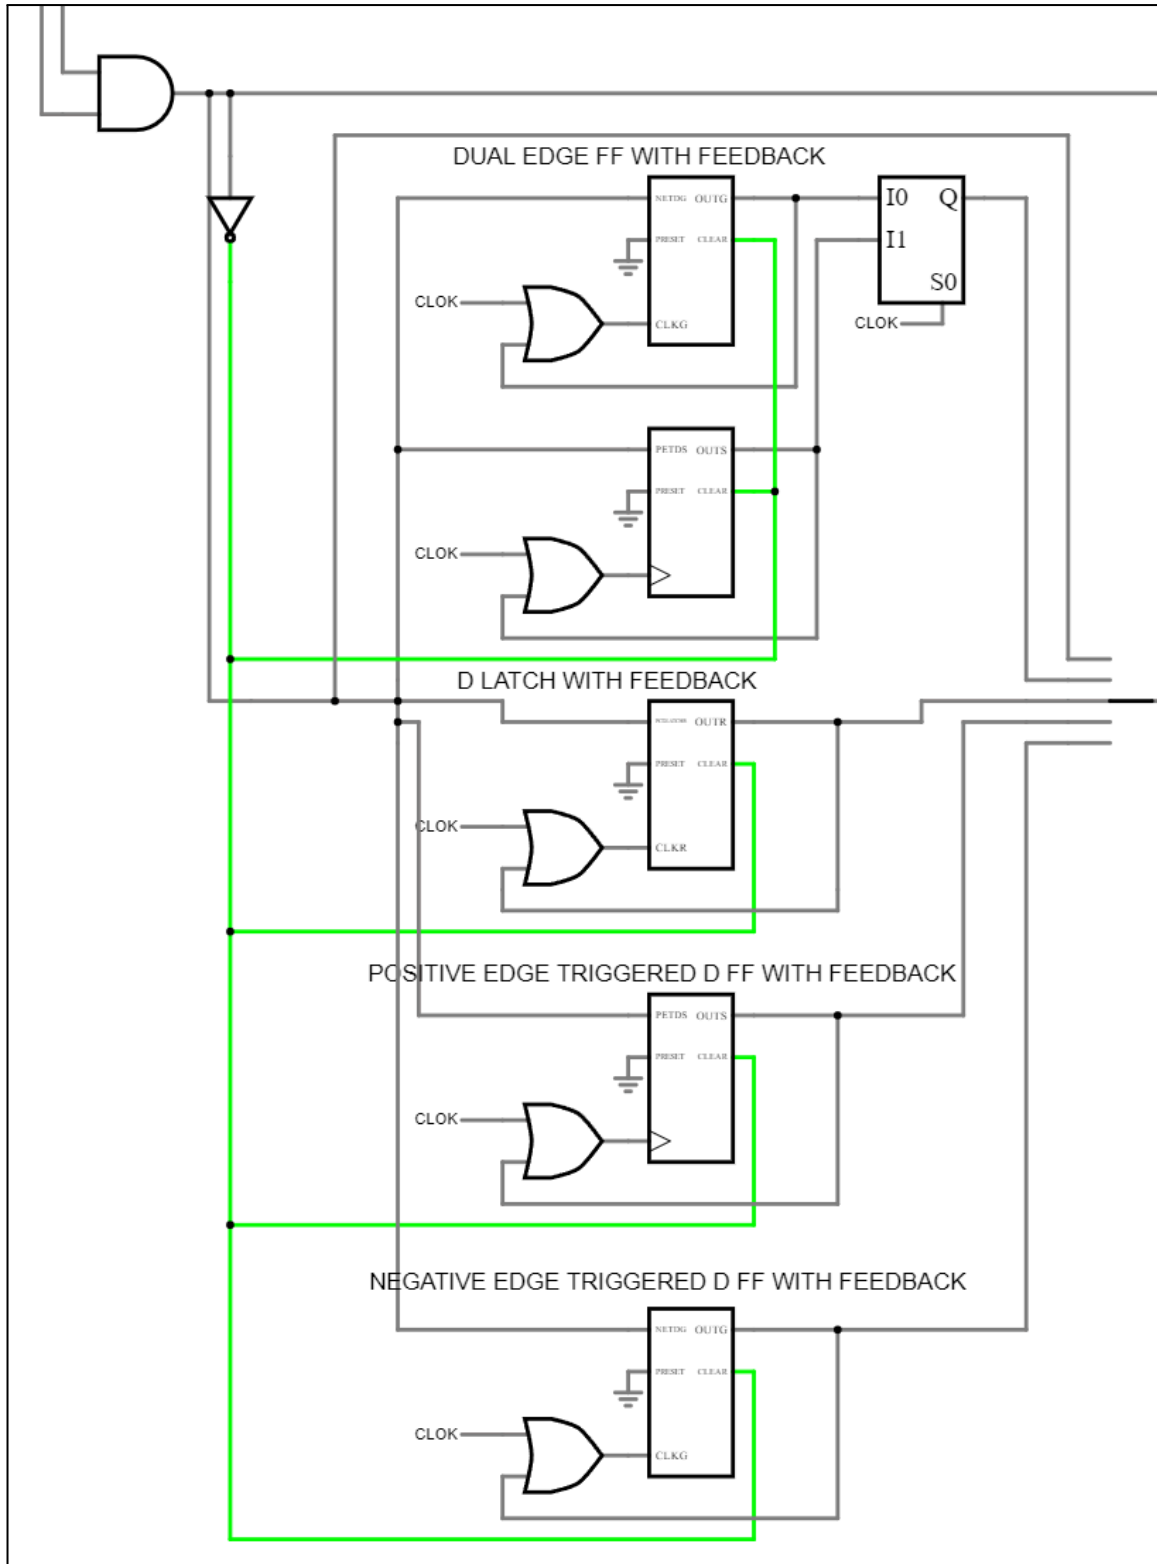 DUAL EDGE FF WITH FEEDBACK
NETDG OUTG
PRESET CLEAR
CLOK
CLKG
I0 Q
I1
S0
CLOK
PETDS OUTS
PRESET CLEAR
CLOK
D LATCH WITH FEEDBACK
OUTR
PRESET CLEAR
CLOK
CLKR
POSITIVE EDGE TRIGGERED D FF WITH FEEDBACK
PETDS OUTS
PRESET CLEAR
CLOK
NEGATIVE EDGE TRIGGERED D FF WITH FEEDBACK
NETDG OUTG
PRESET CLEAR
CLOK
CLKG